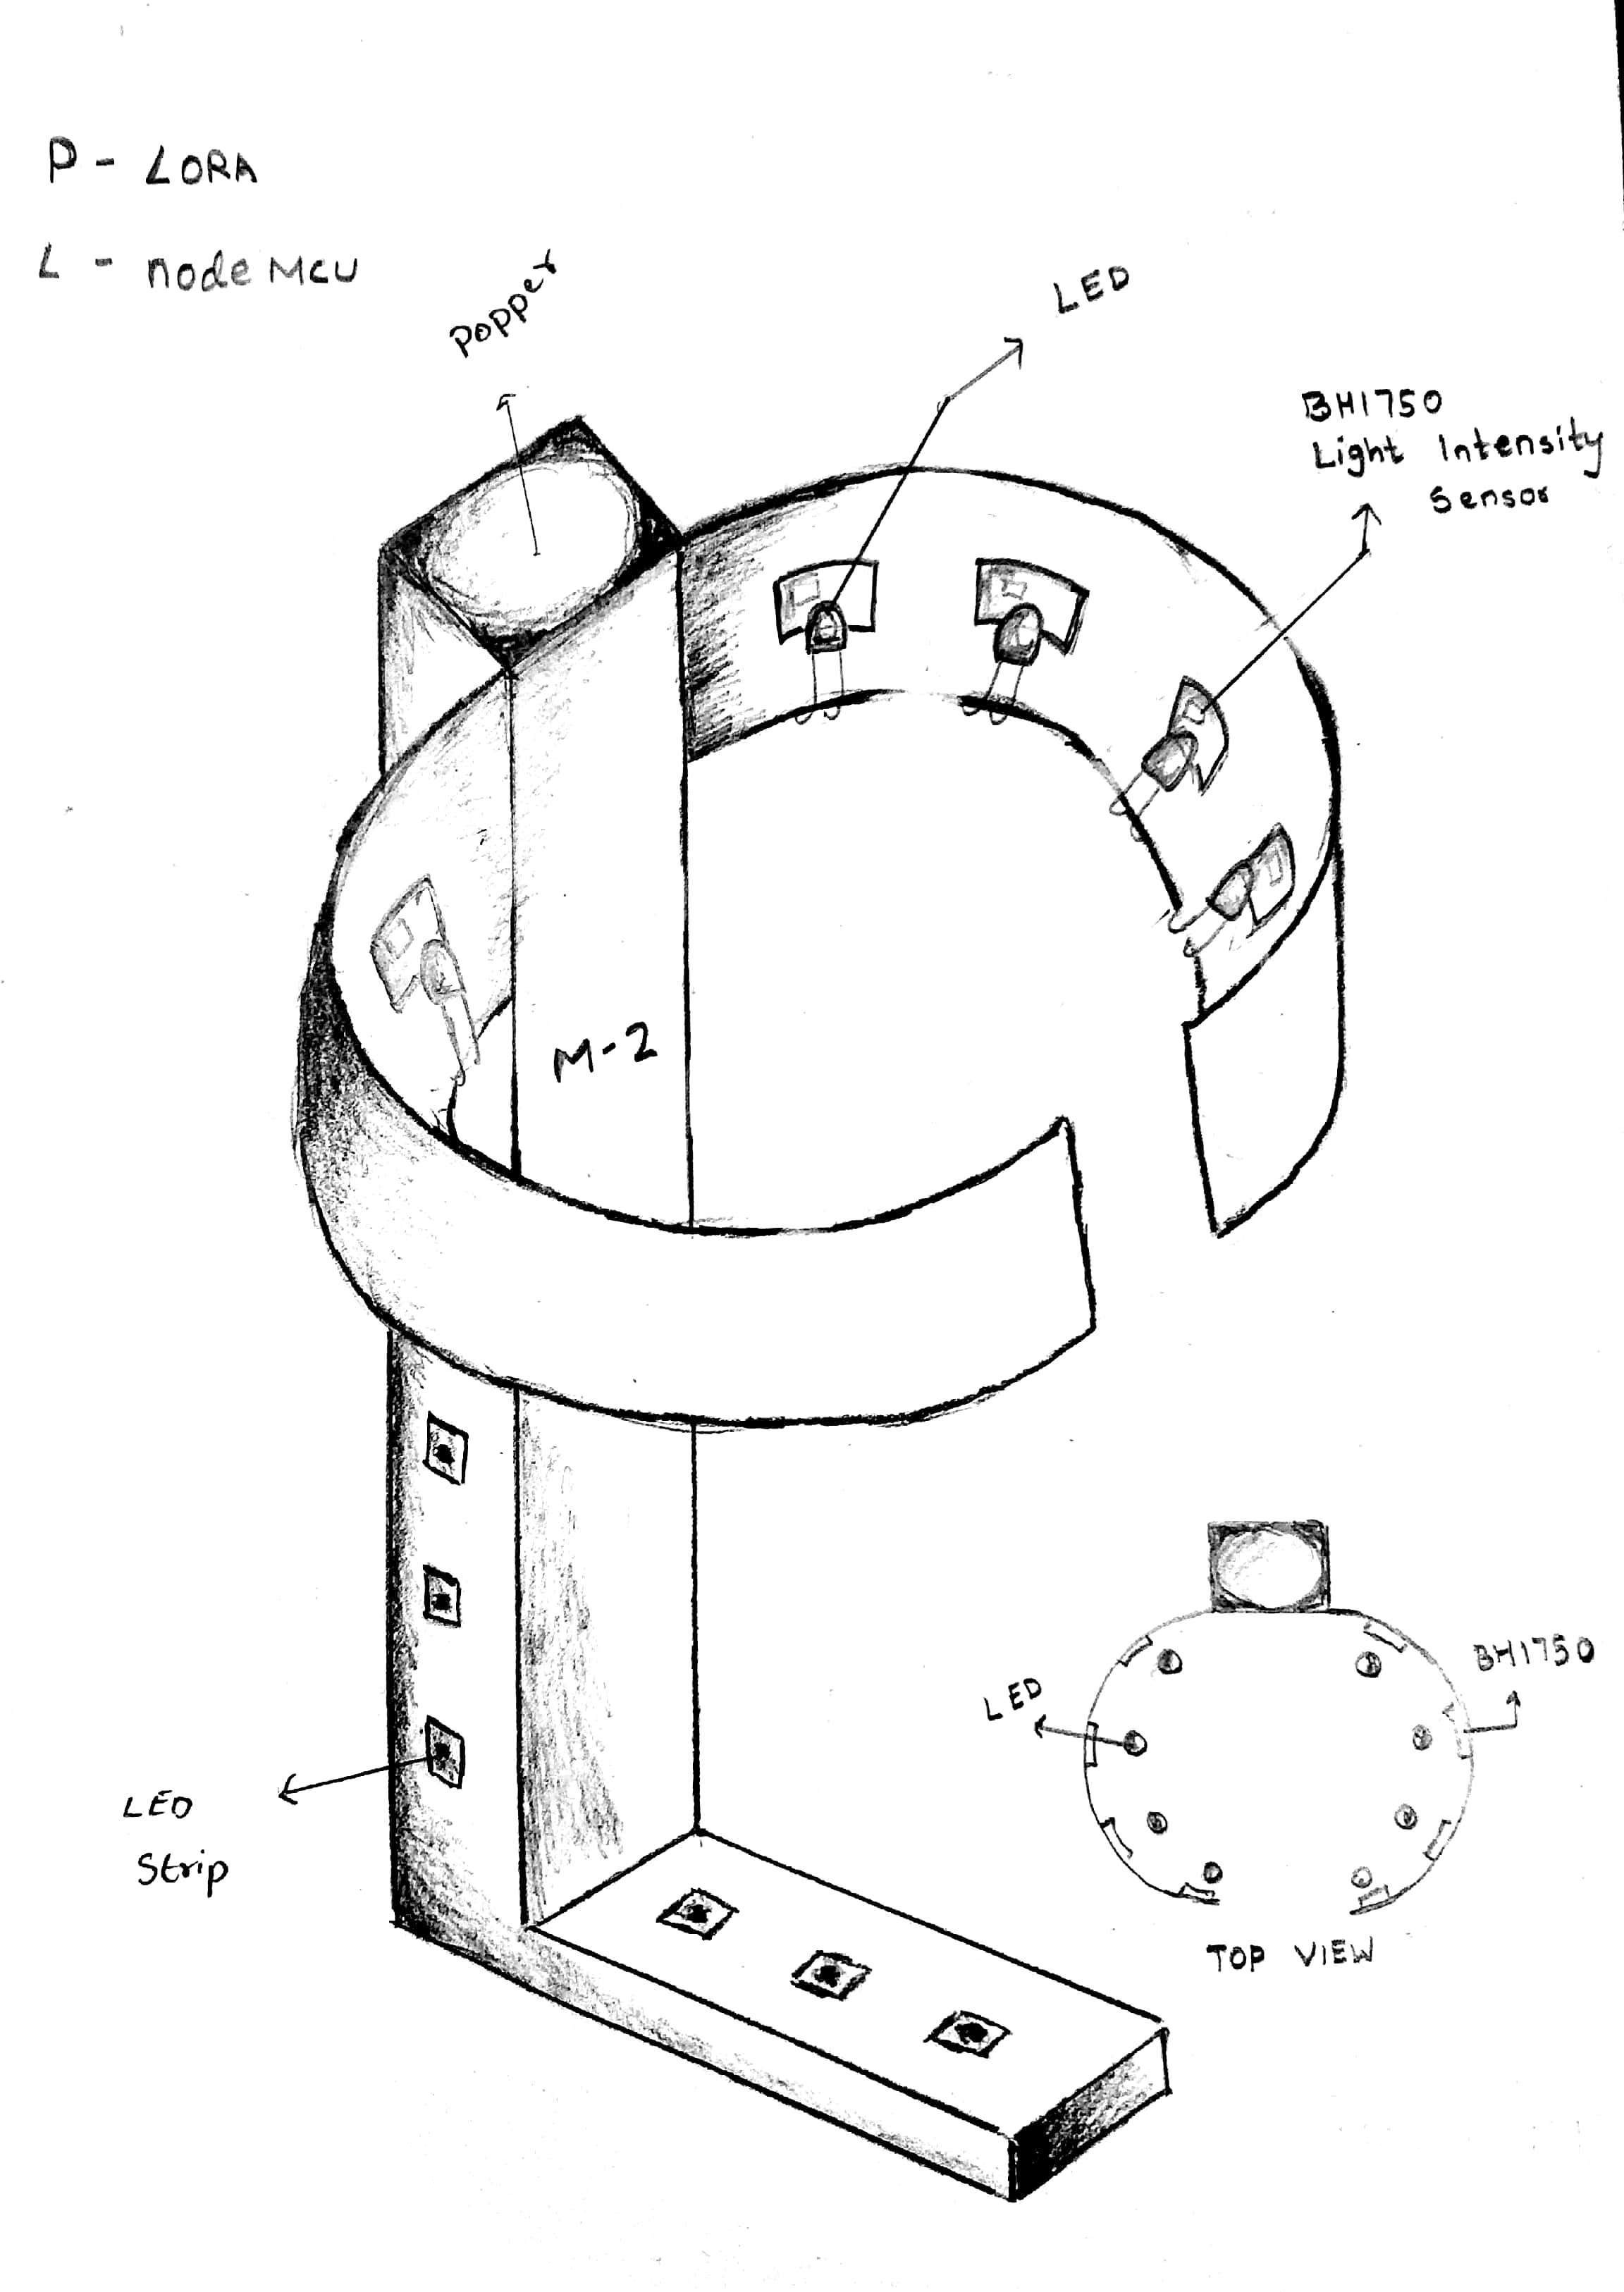 P - LORA
L - node MCU
popper
LED
BH1750
Light Intensity
Sensor
M-2
LED
Strip
LED
BH1750
TOP VIEW